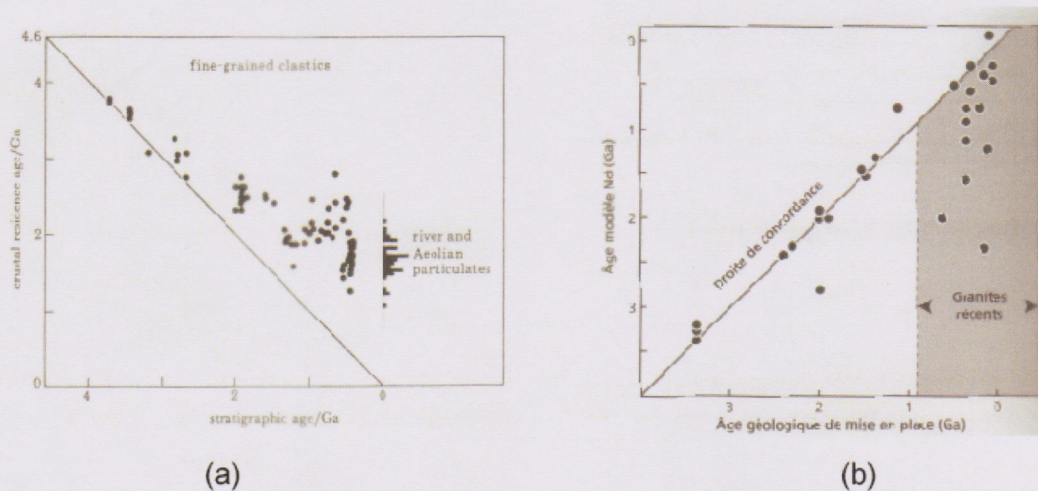 4.6
fine-grained clastics
4
crustal residence age/Ga
2
river and
Aeolian
particulates
0
4
2
0
stratigraphic age/Ga
(a)
0
1
Âge modèle Nd (Ga)
2
3
Droite de concordance
Granites
récents
3
2
1
0
Âge géologique de mise en place (Ga)
(b)